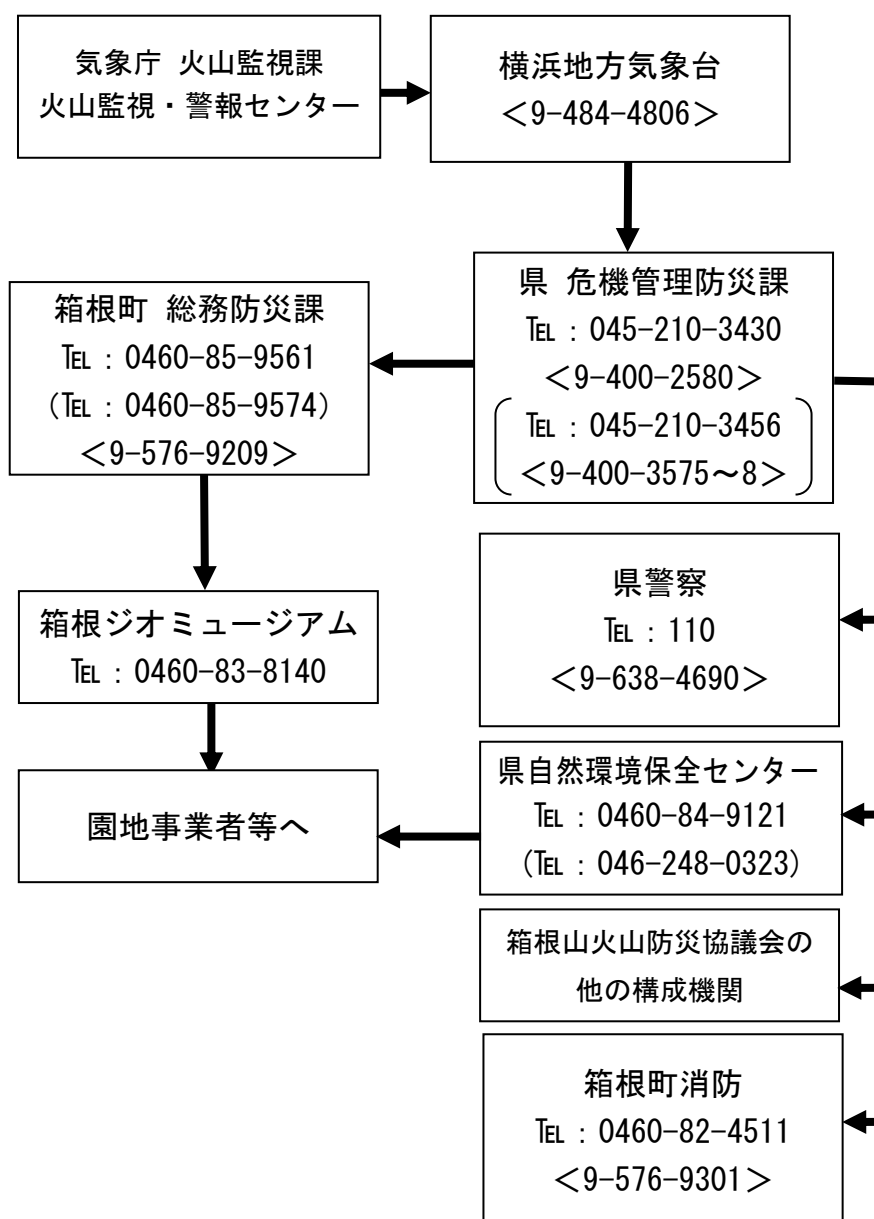 気象庁 火山監視課
火山監視・警報センター
横浜地方気象台
<9-484-4806>
県 危機管理防災課
℡：045-210-3430
<9-400-2580>
℡：045-210-3456
<9-400-3575～8>
箱根町 総務防災課
℡：0460-85-9561
（℡：0460-85-9574）
<9-576-9209>
県警察
℡：110
<9-638-4690>
箱根ジオミュージアム
℡：0460-83-8140
県自然環境保全センター
℡：0460-84-9121
（℡：046-248-0323）
園地事業者等へ
箱根山火山防災協議会の
他の構成機関
箱根町消防
℡：0460-82-4511
<9-576-9301>